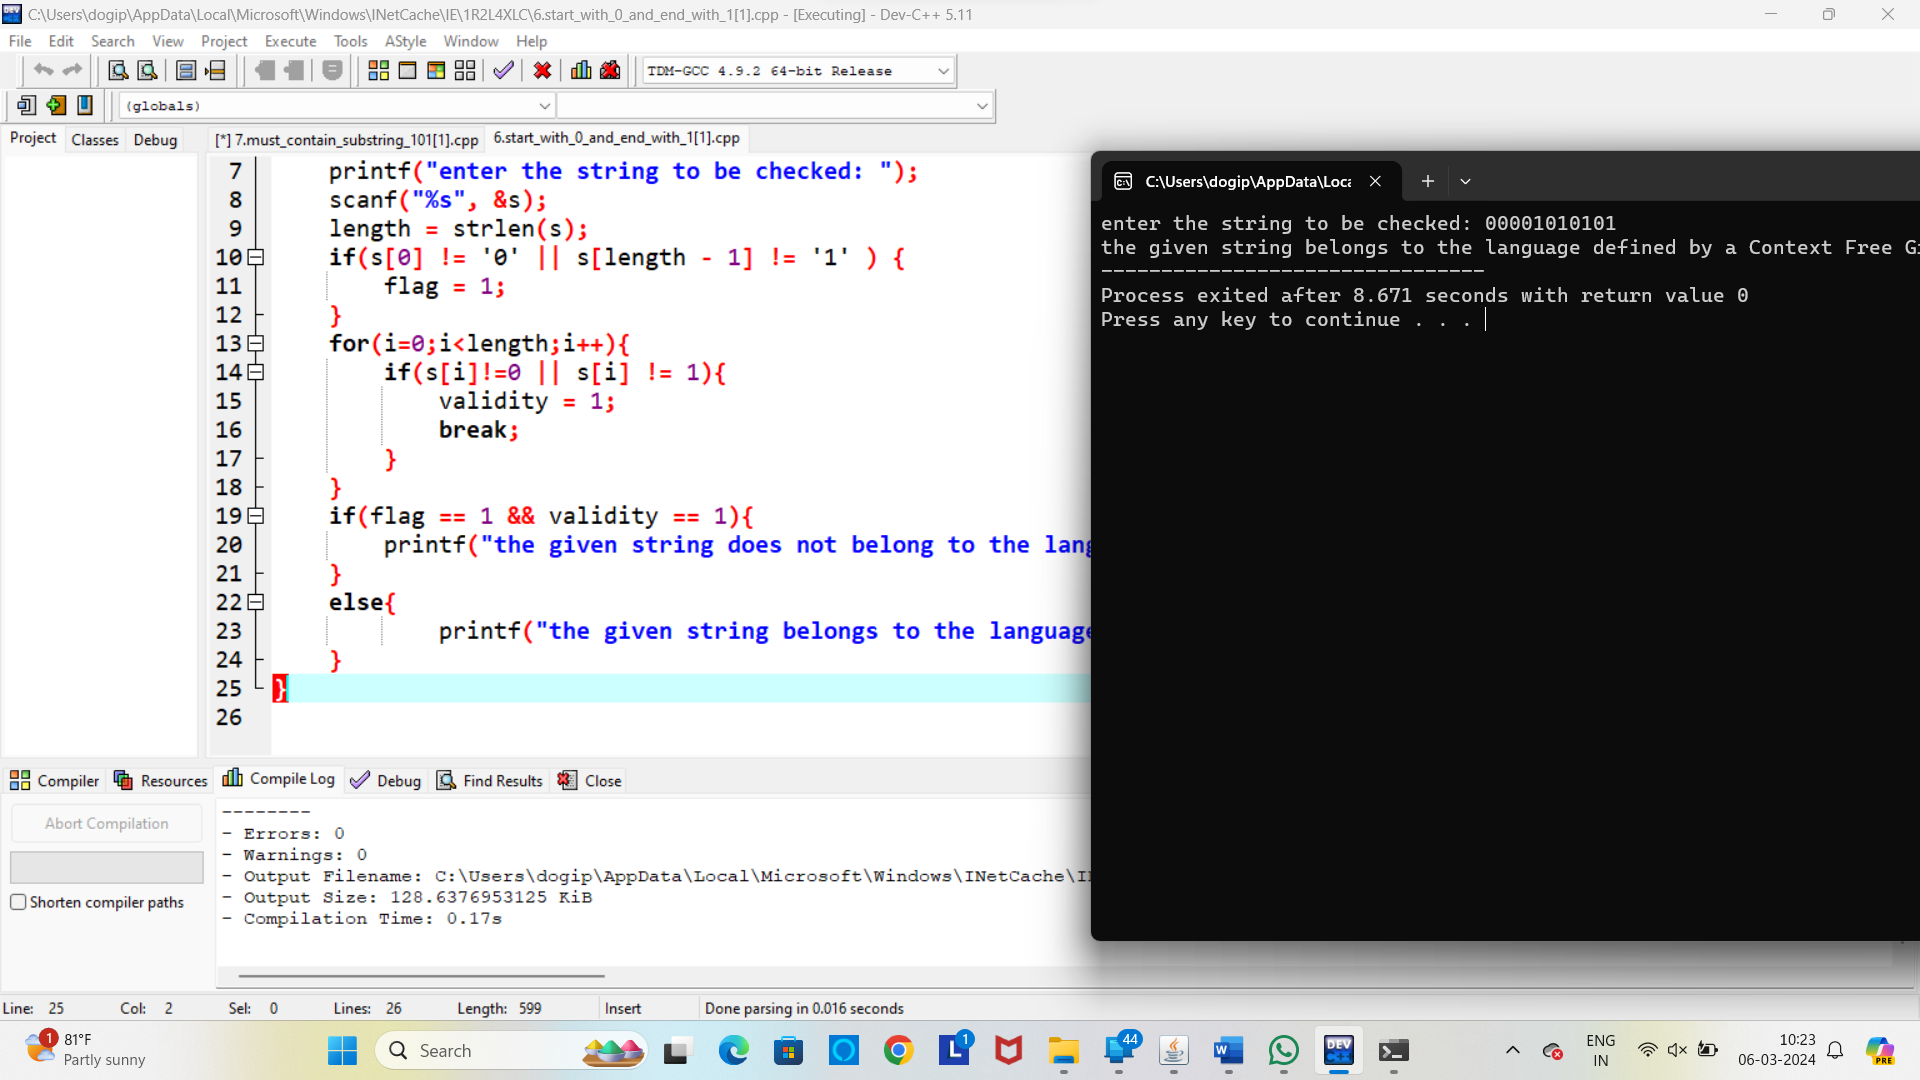 C:\Users\dogip\AppData\Local\Microsoft\Windows\INetCache\IE\1R2L4XLC\6.start_with_0_and_end_with_1[1].cpp - [Executing] - Dev-C++ 5.11
File Edit Search View Project Execute Tools AStyle Window Help
TDM-GCC 4.9.2 64-bit Release
(globals)
Project Classes Debug
[*] 7.must_contain_substring_101[1].cpp 6.start_with_0_and_end_with_1[1].cpp
7 printf("enter the string to be checked: ");
8 scanf("%s", &s);
9 length = strlen(s);
10 if(s[0] != '0' || s[length - 1] != '1' ) {
11 flag = 1;
12 }
13 for(i=0;i<length;i++){
14 if(s[i]!=0 || s[i] != 1){
15 validity = 1;
16 break;
17 }
18 }
19 if(flag == 1 && validity == 1){
20 printf("the given string does not belong to the lang
21 }
22 else{
23 printf("the given string belongs to the language
24 }
25 }
26
C:\Users\dogip\AppData\Loca
enter the string to be checked: 00001010101
the given string belongs to the language defined by a Context Free G
--------------------------------
Process exited after 8.671 seconds with return value 0
Press any key to continue . . .
Compiler Resources Compile Log Debug Find Results Close
Abort Compilation
Shorten compiler paths
--------
- Errors: 0
- Warnings: 0
- Output Filename: C:\Users\dogip\AppData\Local\Microsoft\Windows\INetCache\I
- Output Size: 128.6376953125 KiB
- Compilation Time: 0.17s
Line: 25 Col: 2 Sel: 0 Lines: 26 Length: 599 Insert Done parsing in 0.016 seconds
1
81°F
Partly sunny
Search
L 1
44
W
DEV C++
ENG
IN
10:23
06-03-2024
PRE